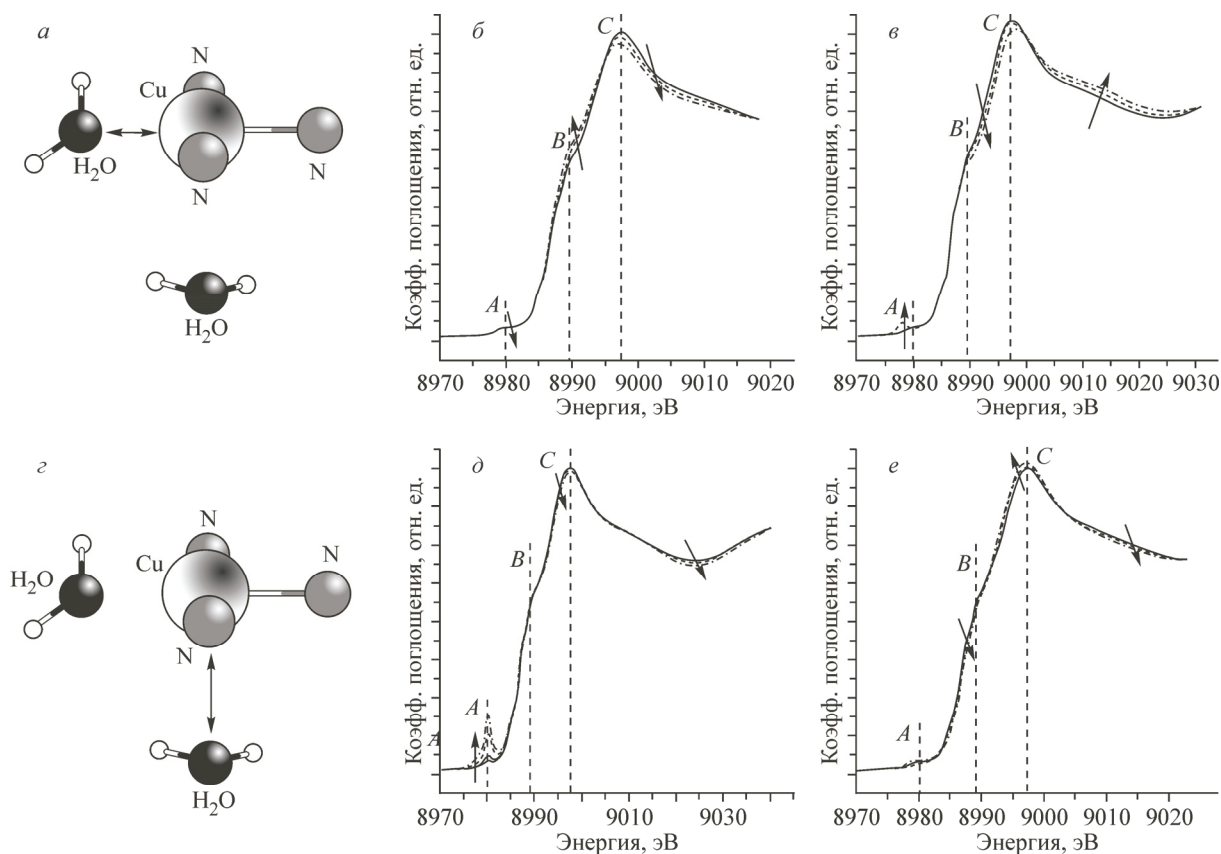 а
N
Cu
H₂O
N
N
H₂O
б
Коэфф. поглощения, отн. ед.
A
B
C
8970 8980 8990 9000 9010 9020
Энергия, эВ
в
Коэфф. поглощения, отн. ед.
A
B
C
8970 8980 8990 9000 9010 9020 9030
Энергия, эВ
г
N
Cu
N
H₂O
N
H₂O
д
Коэфф. поглощения, отн. ед.
A
A
B
C
8970 8990 9010 9030
Энергия, эВ
е
Коэфф. поглощения, отн. ед.
A
B
C
8970 8980 8990 9000 9010 9020
Энергия, эВ